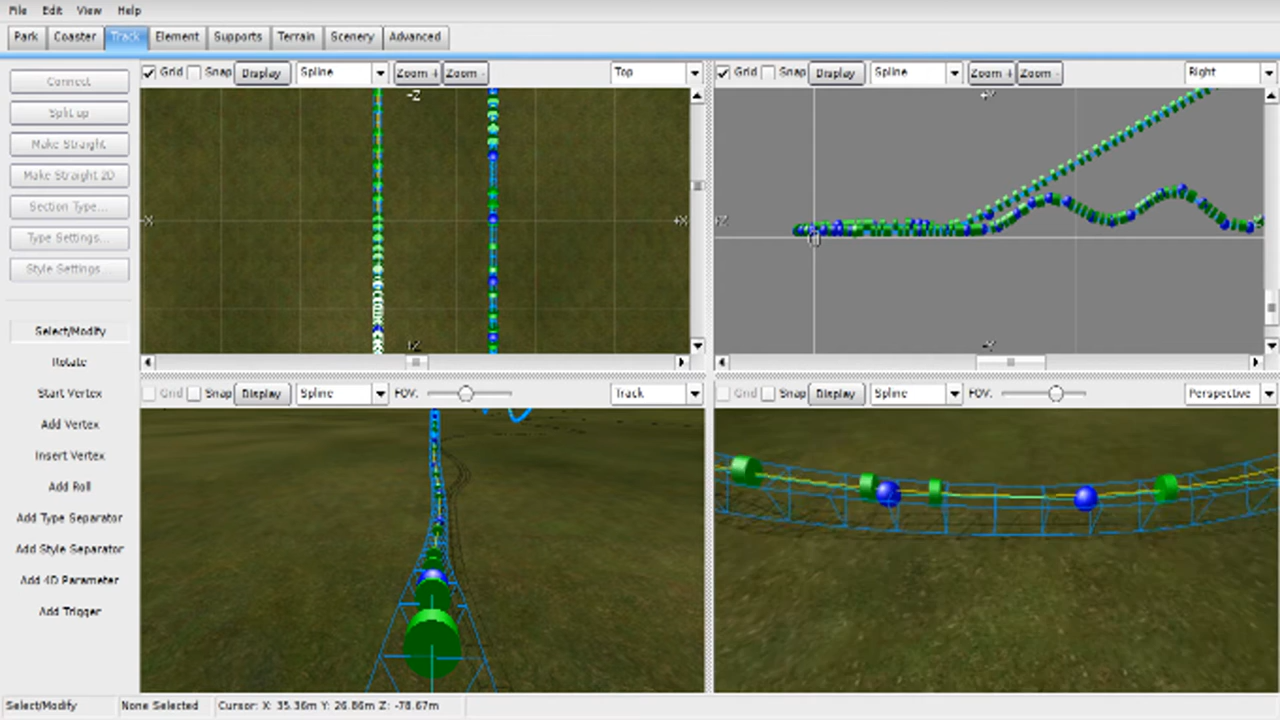 File Edit View Help
Park Coaster Track Element Supports Terrain Scenery Advanced
Connect
Split up
Make Straight
Make Straight 2D
Section Type...
Type Settings...
Style Settings...
Select/Modify
Rotate
Start Vertex
Add Vertex
Insert Vertex
Add Roll
Add Type Separator
Add Style Separator
Add 4D Parameter
Add Trigger
Grid Snap Display Spline Zoom + Zoom - Top
-Z
-X
+X
+Z
Grid Snap Display Spline Zoom + Zoom - Right
+Y
-Y
Grid Snap Display Spline FOV: Track
Grid Snap Display Spline FOV: Perspective
Select/Modify None Selected Cursor: X: 35.36m Y: 26.86m Z: -78.67m